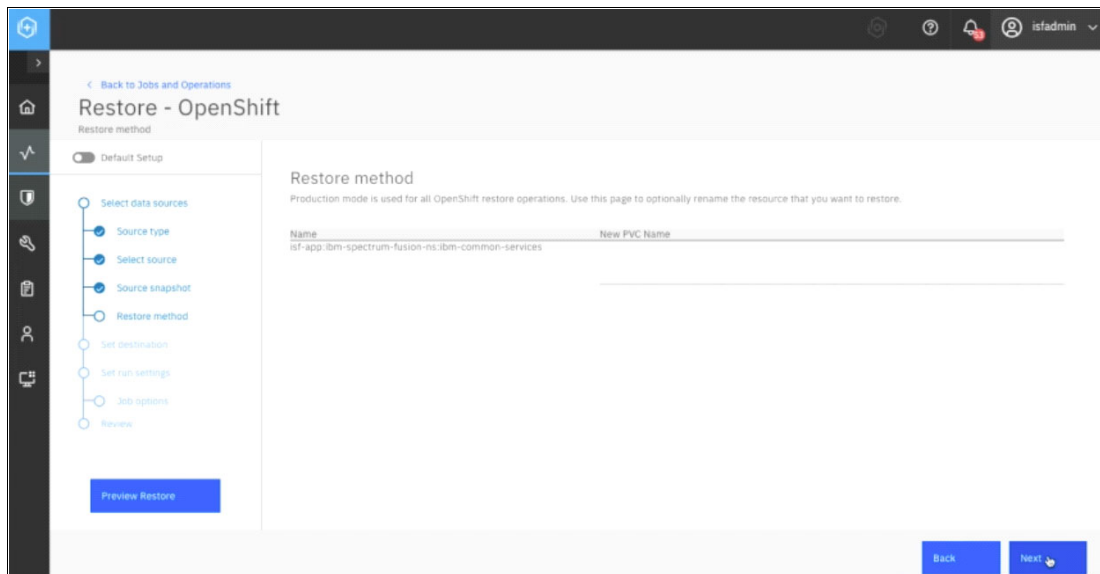 53
isfadmin
< Back to Jobs and Operations
Restore - OpenShift
Restore method
Default Setup
Select data sources
Source type
Select source
Source snapshot
Restore method
Set destination
Set run settings
Job options
Review
Preview Restore
Restore method
Production mode is used for all OpenShift restore operations. Use this page to optionally rename the resource that you want to restore.
Name New PVC Name
isf-app:ibm-spectrum-fusion-ns:ibm-common-services
Back Next